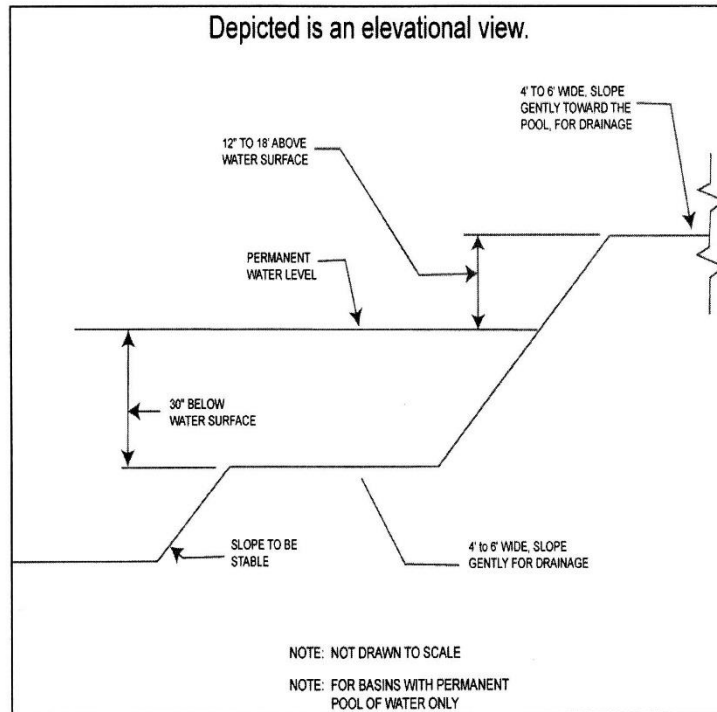 Depicted is an elevational view.
4' TO 6' WIDE, SLOPE
GENTLY TOWARD THE
POOL, FOR DRAINAGE
12" TO 18' ABOVE
WATER SURFACE
PERMANENT
WATER LEVEL
30" BELOW
WATER SURFACE
SLOPE TO BE
STABLE
4' to 6' WIDE, SLOPE
GENTLY FOR DRAINAGE
NOTE: NOT DRAWN TO SCALE
NOTE: FOR BASINS WITH PERMANENT
POOL OF WATER ONLY